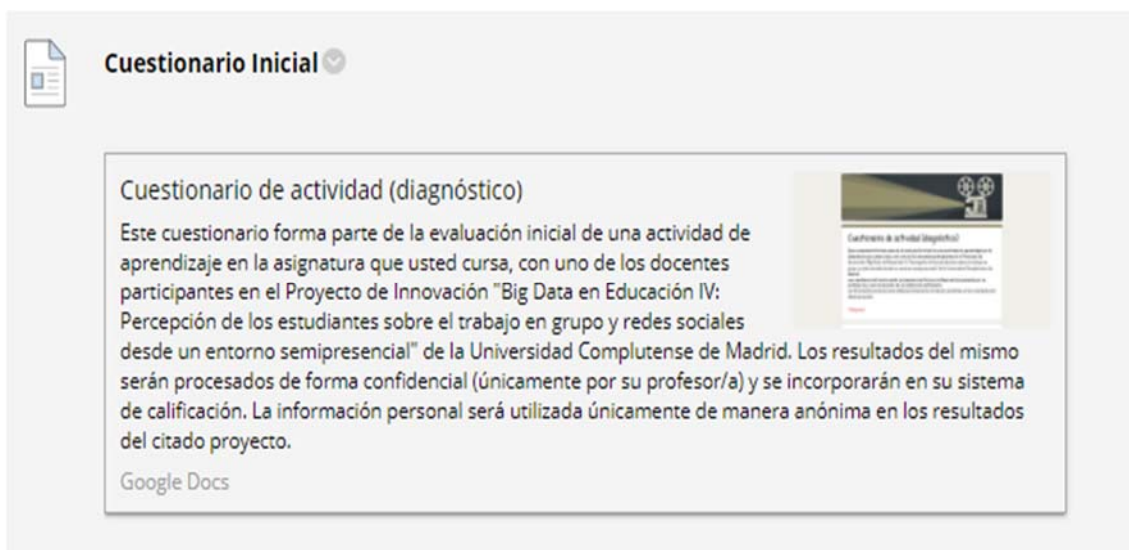 Cuestionario Inicial
Cuestionario de actividad (diagnóstico)
Este cuestionario forma parte de la evaluación inicial de una actividad de
aprendizaje en la asignatura que usted cursa, con uno de los docentes
participantes en el Proyecto de Innovación "Big Data en Educación IV:
Percepción de los estudiantes sobre el trabajo en grupo y redes sociales
desde un entorno semipresencial" de la Universidad Complutense de Madrid. Los resultados del mismo
serán procesados de forma confidencial (únicamente por su profesor/a) y se incorporarán en su sistema
de calificación. La información personal será utilizada únicamente de manera anónima en los resultados
del citado proyecto.
Google Docs
Cuestionario de actividad (diagnóstico)